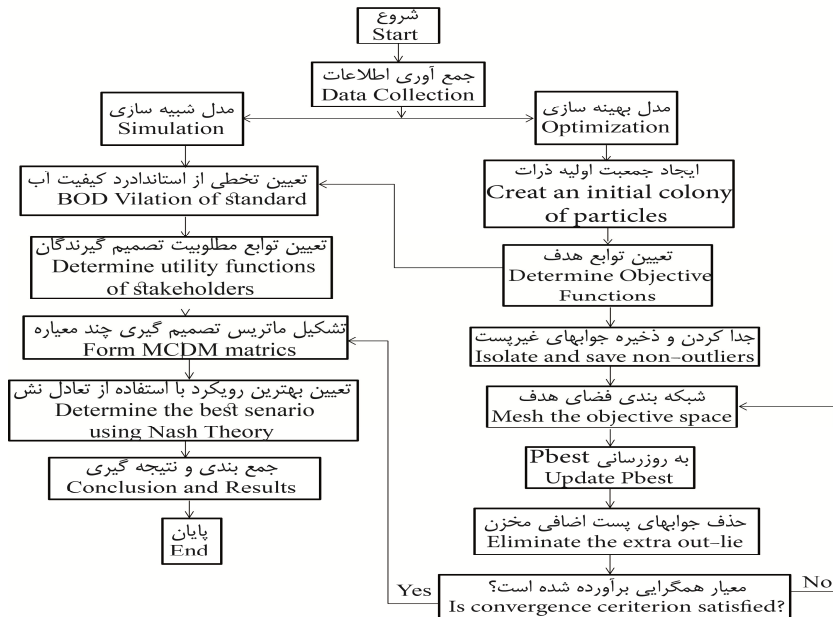 شروع
Start
جمع آوری اطلاعات
Data Collection
مدل شبیه سازی
Simulation
مدل بهینه سازی
Optimization
تعیین تخطی از استاندادرد کیفیت آب
BOD Vilation of standard
ایجاد جمعبت اولیه ذرات
Creat an initial colony
of particles
تعیین توابع مطلوبیت تصمیم گیرندگان
Determine utility functions
of stakeholders
تعیین توابع هدف
Determine Objective
Functions
تشکیل ماتریس تصمیم گیری چند معیاره
Form MCDM matrics
جدا کردن و ذخیره جوابهای غیرپست
Isolate and save non-outliers
تعیین بهترین رویکرد با استفاده از تعادل نش
Determine the best senario
using Nash Theory
شبکه بندی فضای هدف
Mesh the objective space
جمع بندی و نتیجه گیری
Conclusion and Results
به روزرسانی Pbest
Update Pbest
پایان
End
حذف جوابهای پست اضافی مخزن
Eliminate the extra out-lie
Yes
معیار همگرایی برآورده شده است؟
Is convergence ceriterion satisfied?
No